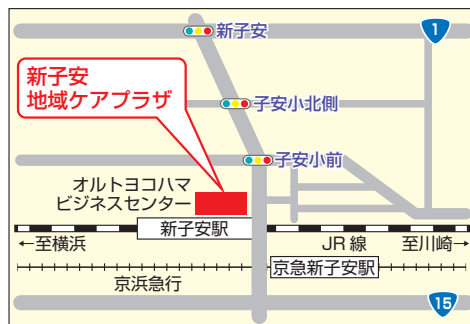 新子安
1
新子安
地域ケアプラザ
子安小北側
子安小前
オルトヨコハマ
ビジネスセンター
新子安駅
←至横浜
JR 線
至川崎→
京急新子安駅
京浜急行
15